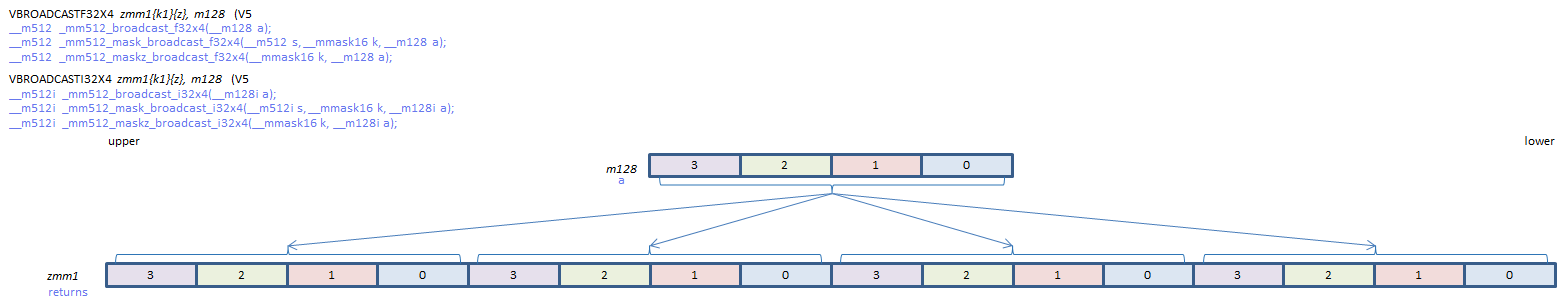 VBROADCASTF32X4 zmm1{k1}{z}, m128 (V5
__m512 _mm512_broadcast_f32x4(__m128 a);
__m512 _mm512_mask_broadcast_f32x4(__m512 s, __mmask16 k, __m128 a);
__m512 _mm512_maskz_broadcast_f32x4(__mmask16 k, __m128 a);
VBROADCASTI32X4 zmm1{k1}{z}, m128 (V5
__m512i _mm512_broadcast_i32x4(__m128i a);
__m512i _mm512_mask_broadcast_i32x4(__m512i s, __mmask16 k, __m128i a);
__m512i _mm512_maskz_broadcast_i32x4(__mmask16 k, __m128i a);
upper lower
m128 3 2 1 0
a
zmm1 3 2 1 0 3 2 1 0 3 2 1 0 3 2 1 0
returns